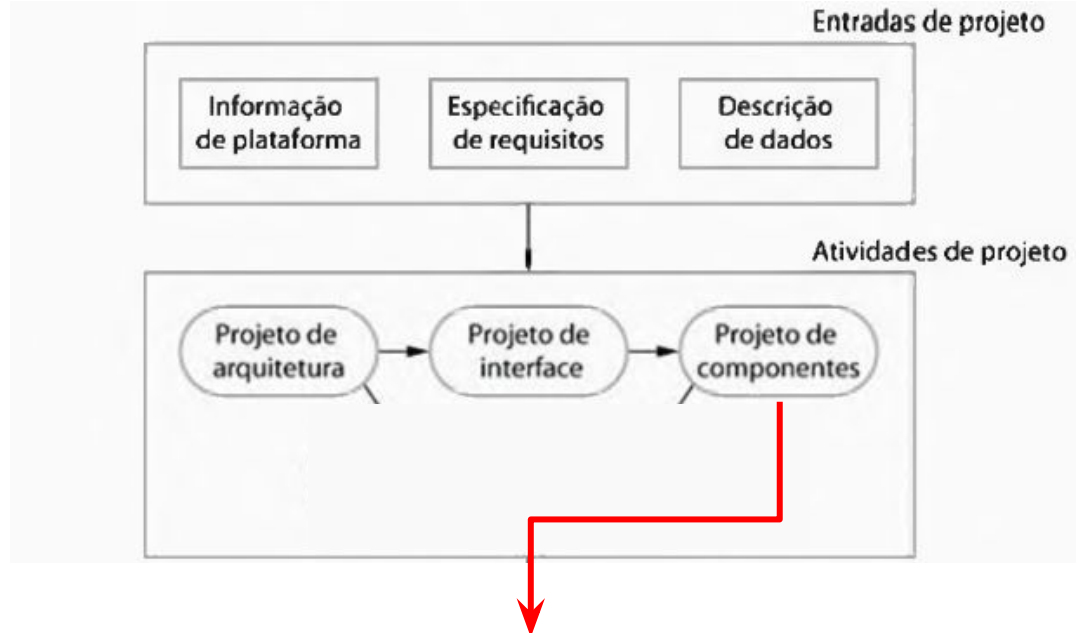 Entradas de projeto
Informação
de plataforma
Especificação
de requisitos
Descrição
de dados
Atividades de projeto
Projeto de
arquitetura
Projeto de
interface
Projeto de
componentes